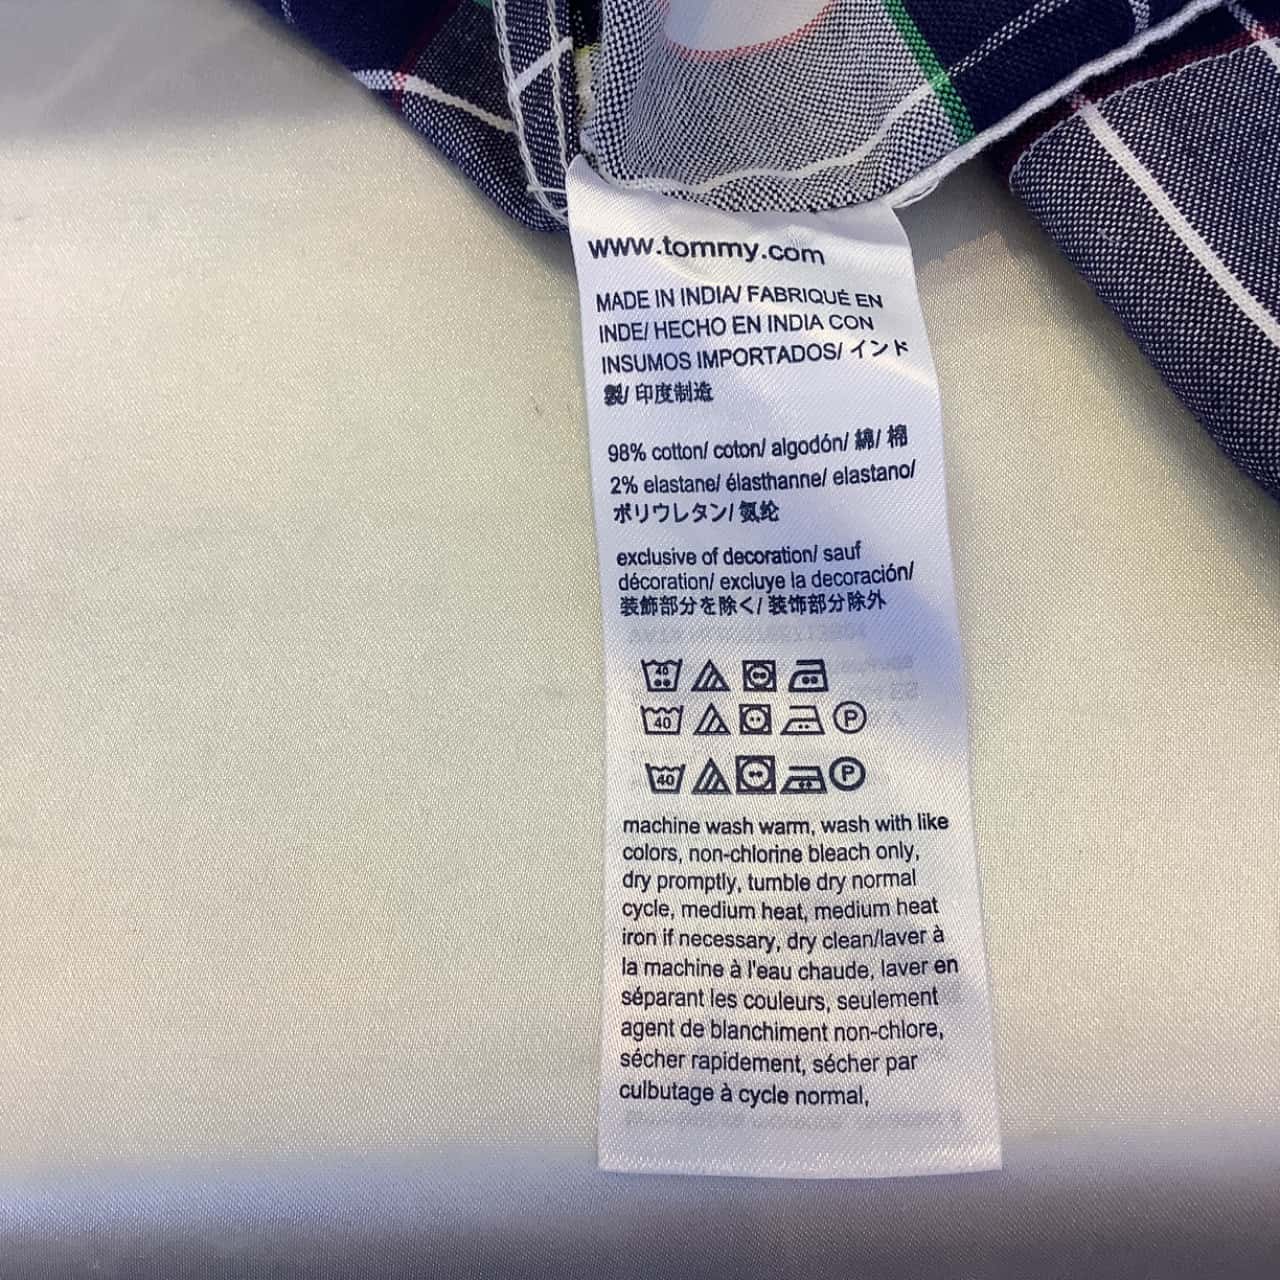 www.tommy.com
MADE IN INDIA/ FABRIQUÉ EN
INDE/ HECHO EN INDIA CON
INSUMOS IMPORTADOS/ インド
製/ 印度制造
98% cotton/ coton/ algodón/ 綿/ 棉
2% elastane/ élasthanne/ elastano/
ポリウレタン/ 氨纶
exclusive of decoration/ sauf
décoration/ excluye la decoración/
装飾部分を除く/ 装饰部分除外
40
40 P
40 P
machine wash warm, wash with like
colors, non-chlorine bleach only,
dry promptly, tumble dry normal
cycle, medium heat, medium heat
iron if necessary, dry clean/laver à
la machine à l'eau chaude, laver en
séparant les couleurs, seulement
agent de blanchiment non-chlore,
sécher rapidement, sécher par
culbutage à cycle normal,